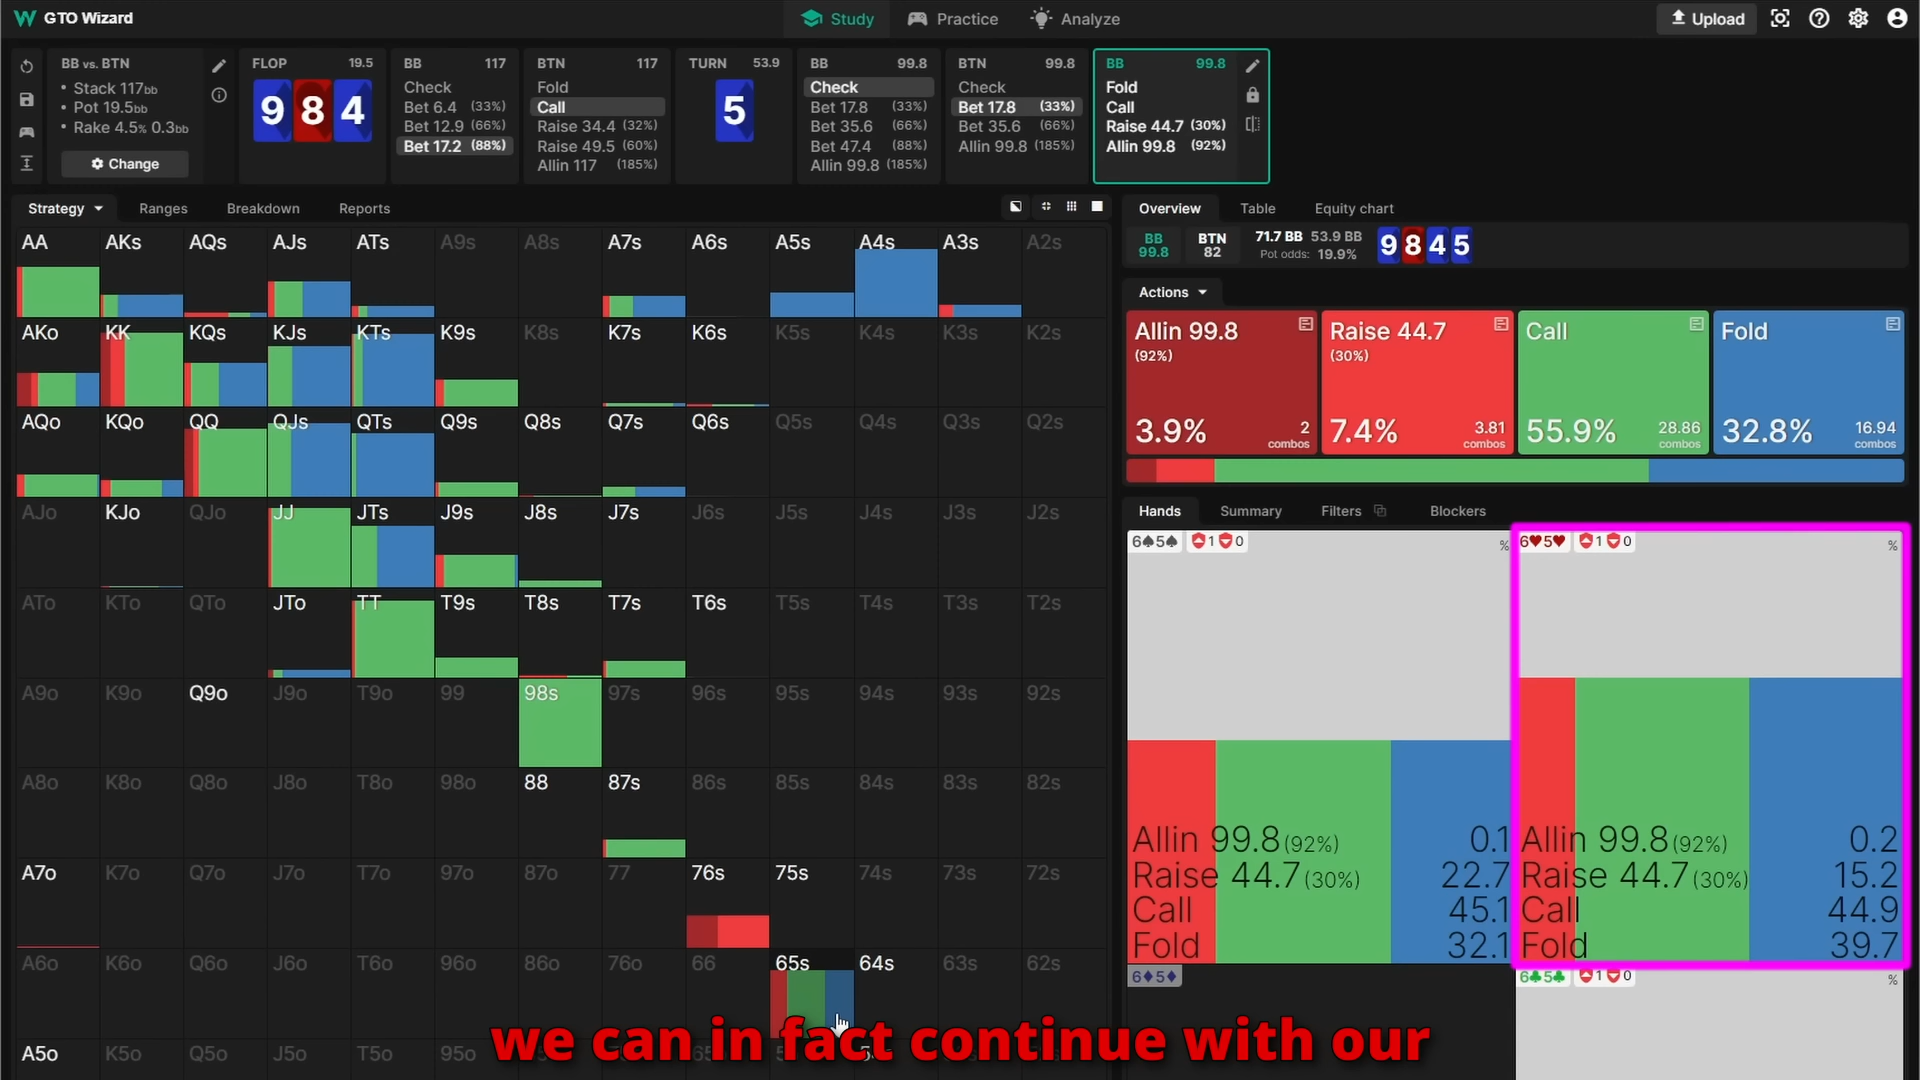 GTO Wizard
Study
Practice
Analyze
Upload
BB vs. BTN
• Stack 117bb
• Pot 19.5bb
• Rake 4.5% 0.3bb
Change
FLOP 19.5
9 8 4
BB 117
Check
Bet 6.4 (33%)
Bet 12.9 (66%)
Bet 17.2 (88%)
BTN 117
Fold
Call
Raise 34.4 (32%)
Raise 49.5 (60%)
Allin 117 (185%)
TURN 53.9
5
BB 99.8
Check
Bet 17.8 (33%)
Bet 35.6 (66%)
Bet 47.4 (88%)
Allin 99.8 (185%)
BTN 99.8
Check
Bet 17.8 (33%)
Bet 35.6 (66%)
Allin 99.8 (185%)
BB 99.8
Fold
Call
Raise 44.7 (30%)
Allin 99.8 (92%)
Strategy Ranges Breakdown Reports
AA AKs AQs AJs ATs A9s A8s A7s A6s A5s A4s A3s A2s
AKo KK KQs KJs KTs K9s K8s K7s K6s K5s K4s K3s K2s
AQo KQo QQ QJs QTs Q9s Q8s Q7s Q6s Q5s Q4s Q3s Q2s
AJo KJo QJo JJ JTs J9s J8s J7s J6s J5s J4s J3s J2s
ATo KTo QTo JTo TT T9s T8s T7s T6s T5s T4s T3s T2s
A9o K9o Q9o J9o T9o 99 98s 97s 96s 95s 94s 93s 92s
A8o K8o Q8o J8o T8o 98o 88 87s 86s 85s 84s 83s 82s
A7o K7o Q7o J7o T7o 97o 87o 77 76s 75s 74s 73s 72s
A6o K6o Q6o J6o T6o 96o 86o 76o 66 65s 64s 63s 62s
A5o K5o Q5o J5o T5o 95o
Overview Table Equity chart
BB 99.8
BTN 82
71.7 BB 53.9 BB
Pot odds: 19.9%
9 8 4 5
Actions
Allin 99.8
(92%)
3.9% 2 combos
Raise 44.7
(30%)
7.4% 3.81 combos
Call
55.9% 28.86 combos
Fold
32.8% 16.94 combos
Hands Summary Filters Blockers
6♠5♠ 1 0 %
Allin 99.8 (92%) 0.1
Raise 44.7 (30%) 22.7
Call 45.1
Fold 32.1
6♥5♥ 1 0 %
Allin 99.8 (92%) 0.2
Raise 44.7 (30%) 15.2
Call 44.9
Fold 39.7
6♦5♦
6♣5♣ 1 0 %
we can in fact continue with our